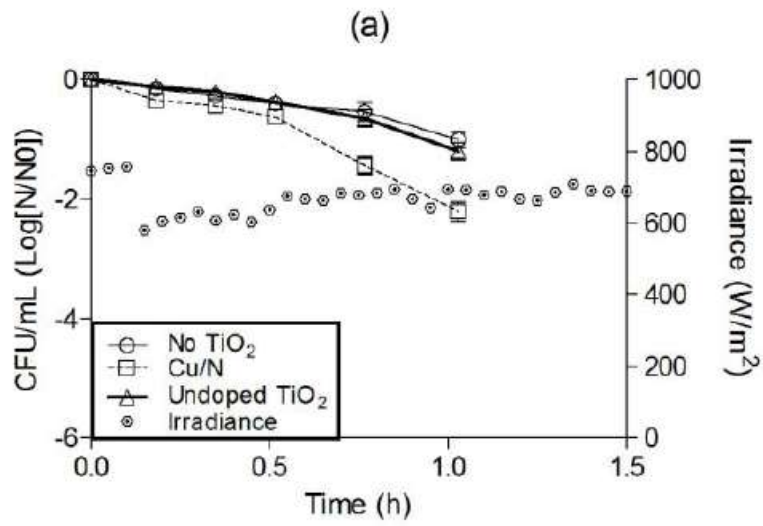 (a)
CFU/mL (Log[N/N0])
0
-2
-4
-6
1000
800
600
400
200
0
Irradiance (W/m²)
No TiO₂
Cu/N
Undoped TiO₂
Irradiance
0.0 0.5 1.0 1.5
Time (h)